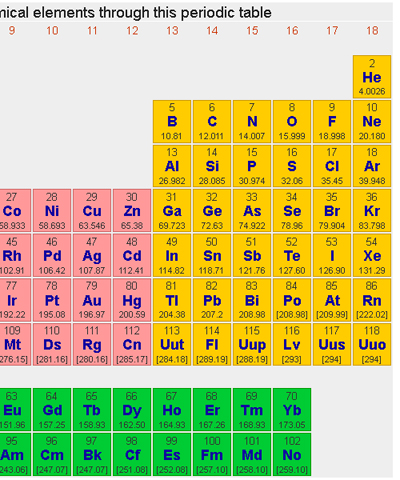 mical elements through this periodic table
9 10 11 12 13 14 15 16 17 18
2
He
4.0026
5 6 7 8 9 10
B C N O F Ne
10.81 12.011 14.007 15.999 18.998 20.180
13 14 15 16 17 18
Al Si P S Cl Ar
26.982 28.085 30.974 32.06 35.45 39.948
27 28 29 30 31 32 33 34 35 36
Co Ni Cu Zn Ga Ge As Se Br Kr
58.933 58.693 63.546 65.38 69.723 72.63 74.922 78.96 79.904 83.798
45 46 47 48 49 50 51 52 53 54
Rh Pd Ag Cd In Sn Sb Te I Xe
102.91 106.42 107.87 112.41 114.82 118.71 121.76 127.60 126.90 131.29
77 78 79 80 81 82 83 84 85 86
Ir Pt Au Hg Tl Pb Bi Po At Rn
192.22 195.08 196.97 200.59 204.38 207.2 208.98 [208.98] [209.99] [222.02]
109 110 111 112 113 114 115 116 117 118
Mt Ds Rg Cn Uut Fl Uup Lv Uus Uuo
[276.15] [281.16] [280.16] [285.17] [284.18] [289.19] [288.19] [293] [294] [294]
63 64 65 66 67 68 69 70
Eu Gd Tb Dy Ho Er Tm Yb
151.96 157.25 158.93 162.50 164.93 167.26 168.93 173.05
95 96 97 98 99 100 101 102
Am Cm Bk Cf Es Fm Md No
[243.06] [247.07] [247.07] [251.08] [252.08] [257.10] [258.10] [259.10]